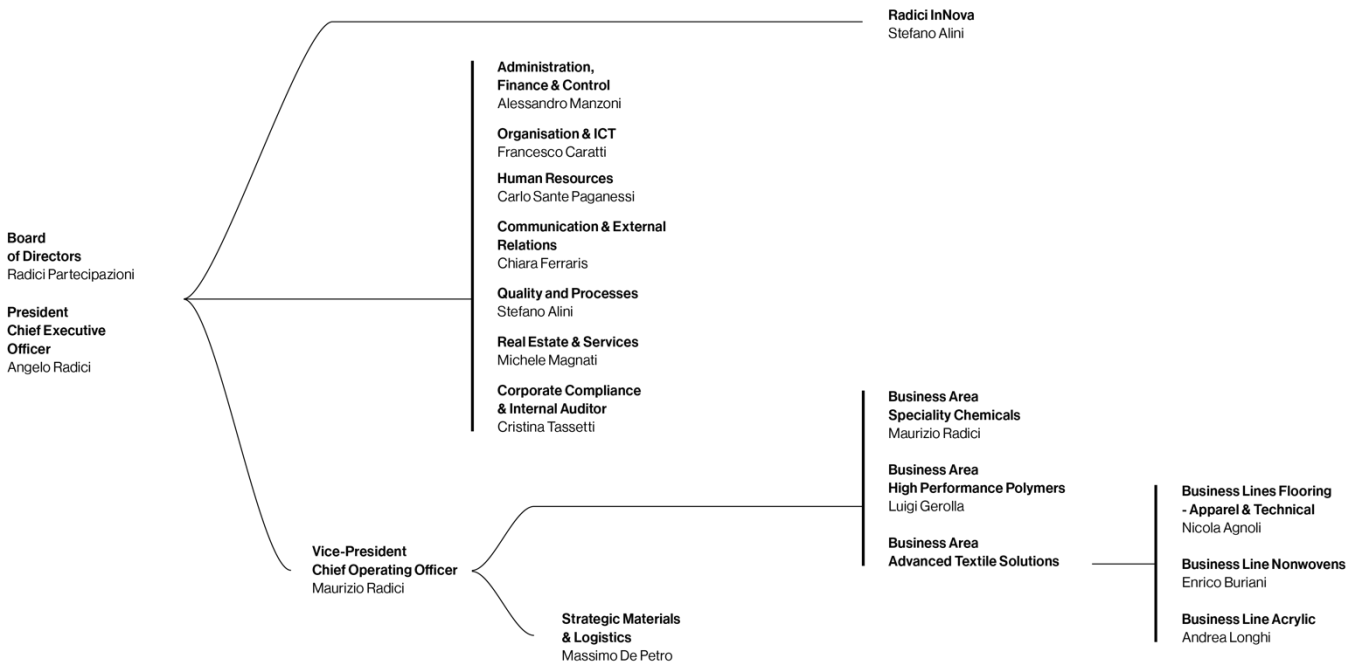 Board
of Directors
Radici Partecipazioni
President
Chief Executive
Officer
Angelo Radici
Radici InNova
Stefano Alini
Administration,
Finance & Control
Alessandro Manzoni
Organisation & ICT
Francesco Caratti
Human Resources
Carlo Sante Paganessi
Communication & External
Relations
Chiara Ferraris
Quality and Processes
Stefano Alini
Real Estate & Services
Michele Magnati
Corporate Compliance
& Internal Auditor
Cristina Tassetti
Vice-President
Chief Operating Officer
Maurizio Radici
Business Area
Speciality Chemicals
Maurizio Radici
Business Area
High Performance Polymers
Luigi Gerolla
Business Area
Advanced Textile Solutions
Business Lines Flooring
- Apparel & Technical
Nicola Agnoli
Business Line Nonwovens
Enrico Buriani
Business Line Acrylic
Andrea Longhi
Strategic Materials
& Logistics
Massimo De Petro